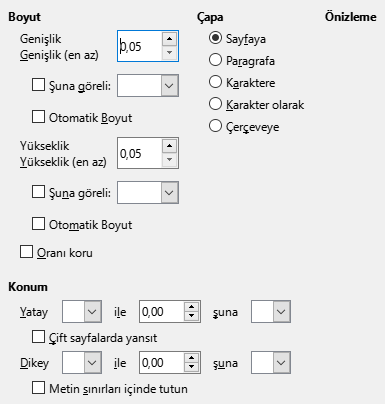 Boyut Çapa Önizleme
Genişlik
Genişlik (en az) 0,05
Sayfaya
Paragrafa
Şuna göreli: Karaktere
Otomatik Boyut Karakter olarak
Çerçeveye
Yükseklik
Yükseklik (en az) 0,05
Şuna göreli:
Otomatik Boyut
Oranı koru
Konum
Yatay ile 0,00 şuna
Çift sayfalarda yansıt
Dikey ile 0,00 şuna
Metin sınırları içinde tutun